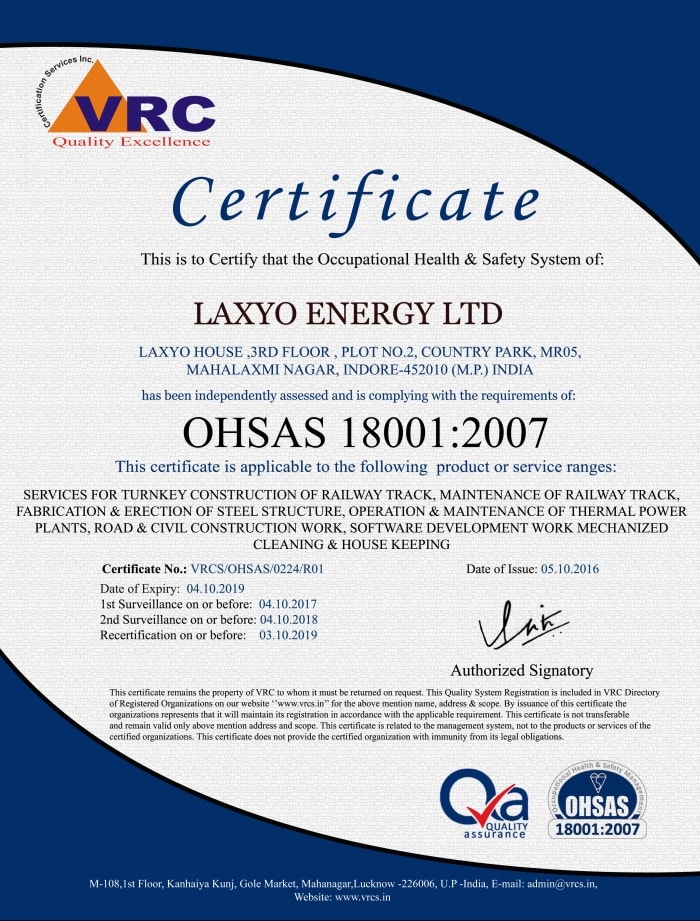 Certification Services Inc.
VRC
Quality Excellence
Certificate
This is to Certify that the Occupational Health & Safety System of:
LAXYO ENERGY LTD
LAXYO HOUSE ,3RD FLOOR , PLOT NO.2, COUNTRY PARK, MR05,
MAHALAXMI NAGAR, INDORE-452010 (M.P.) INDIA
has been independently assessed and is complying with the requirements of:
OHSAS 18001:2007
This certificate is applicable to the following product or service ranges:
SERVICES FOR TURNKEY CONSTRUCTION OF RAILWAY TRACK, MAINTENANCE OF RAILWAY TRACK,
FABRICATION & ERECTION OF STEEL STRUCTURE, OPERATION & MAINTENANCE OF THERMAL POWER
PLANTS, ROAD & CIVIL CONSTRUCTION WORK, SOFTWARE DEVELOPMENT WORK MECHANIZED
CLEANING & HOUSE KEEPING
Certificate No.: VRCS/OHSAS/0224/R01 Date of Issue: 05.10.2016
Date of Expiry: 04.10.2019
1st Surveillance on or before: 04.10.2017
2nd Surveillance on or before: 04.10.2018
Recertification on or before: 03.10.2019
Authorized Signatory
This certificate remains the property of VRC to whom it must be returned on request. This Quality System Registration is included in VRC Directory
of Registered Organizations on our website ''www.vrcs.in'' for the above mention name, address & scope. By issuance of this certificate the
organizations represents that it will maintain its registration in accordance with the applicable requirement. This certificate is not transferable
and remain valid only above mention address and scope. This certificate is related to the management system, not to the products or services of the
certified organizations. This certificate does not provide the certified organization with immunity from its legal obligations.
Qa
QUALITY
assurance
Occupational Health & Safety Management
OHSAS
18001:2007
M-108,1st Floor, Kanhaiya Kunj, Gole Market, Mahanagar,Lucknow -226006, U.P -India, E-mail: admin@vrcs.in,
Website: www.vrcs.in